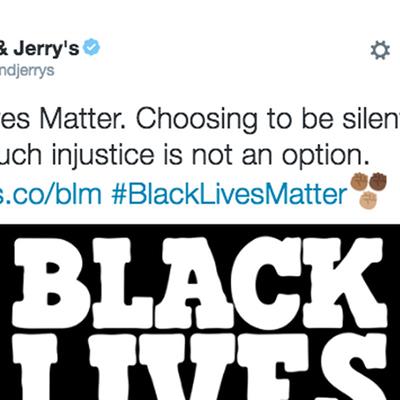 & Jerry's
ndjerrys
es Matter. Choosing to be silen
uch injustice is not an option.
s.co/blm #BlackLivesMatter
BLACK
LIVES